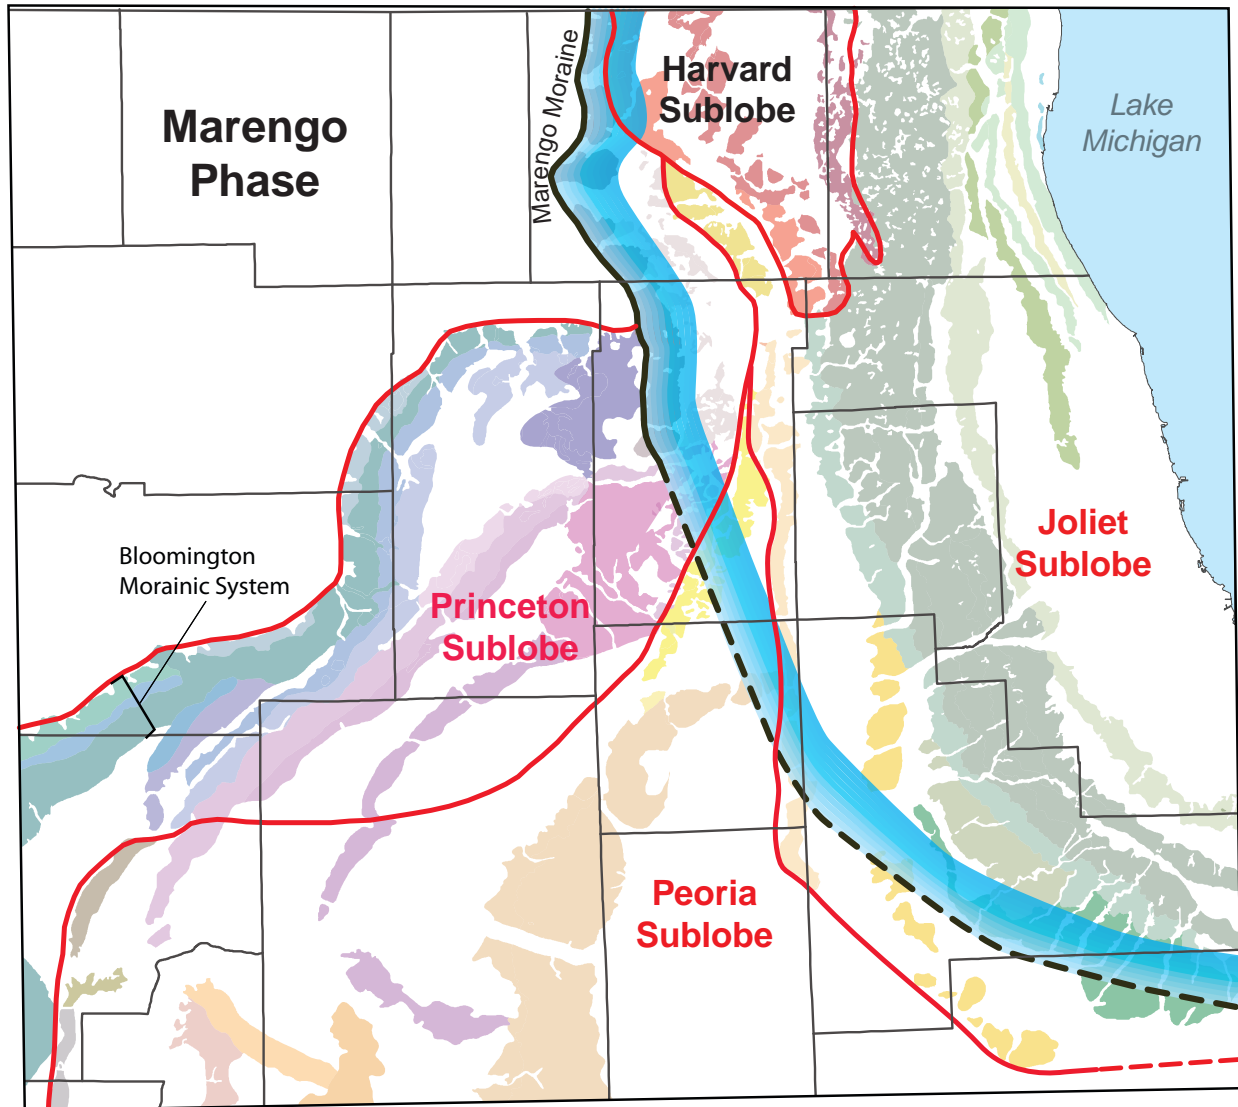 Marengo
Phase
Marengo Moraine
Harvard
Sublobe
Lake
Michigan
Bloomington
Morainic System
Princeton
Sublobe
Joliet
Sublobe
Peoria
Sublobe